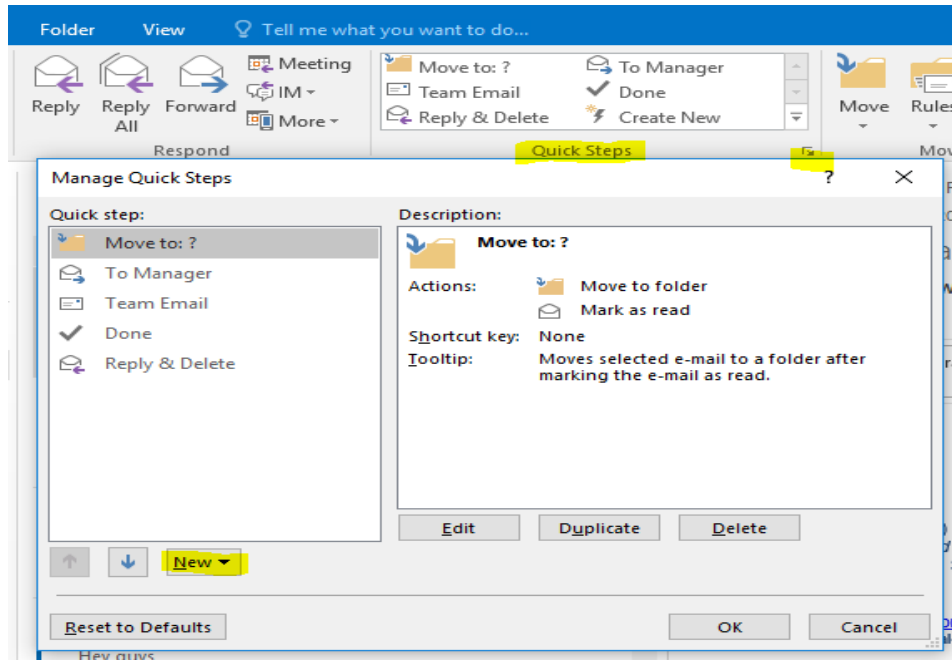 Folder View Tell me what you want to do...
Meeting Move to: ? To Manager
IM Team Email Done
Reply Reply All Forward More Reply & Delete Create New Move
Respond Quick Steps
Manage Quick Steps ?
Quick step: Description:
Move to: ? Move to: ?
To Manager Actions: Move to folder
Team Email Mark as read
Done Shortcut key: None
Reply & Delete Tooltip: Moves selected e-mail to a folder after
marking the e-mail as read.
Edit Duplicate Delete
New
Reset to Defaults OK Cancel
Hey guys